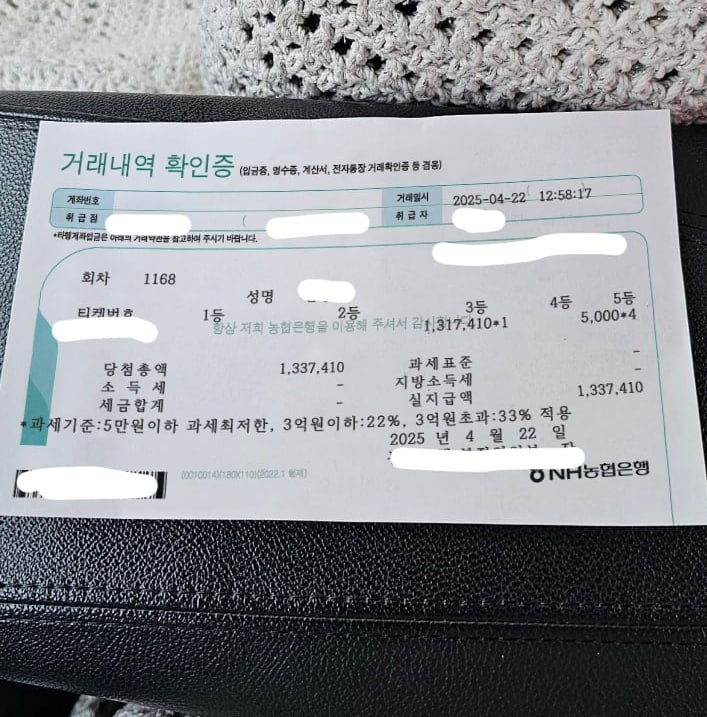 거래내역 확인증 (입금증, 영수증, 계산서, 전자통장 거래확인증 등 겸용)
계좌번호 거래일시 2025-04-22 12:58:17
취급점 ( 취급자
*타행계좌입금은 아래의 거래약관을 참고하여 주시기 바랍니다.
회차 1168
성명
티켓번호 1등 2등 3등 4등 5등
항상 저희 농협은행을 이용해 주셔서 감사합니다
1,317,410*1 5,000*4
당첨총액 1,337,410 과세표준 -
소득세 - 지방소득세 -
세금합계 - 실지급액 1,337,410
*과세기준:5만원이하 과세최저한, 3억원이하:22%, 3억원초과:33% 적용
2025 년 4 월 22 일
(0010014)(180X110)(2022.1 형제)
NH농협은행